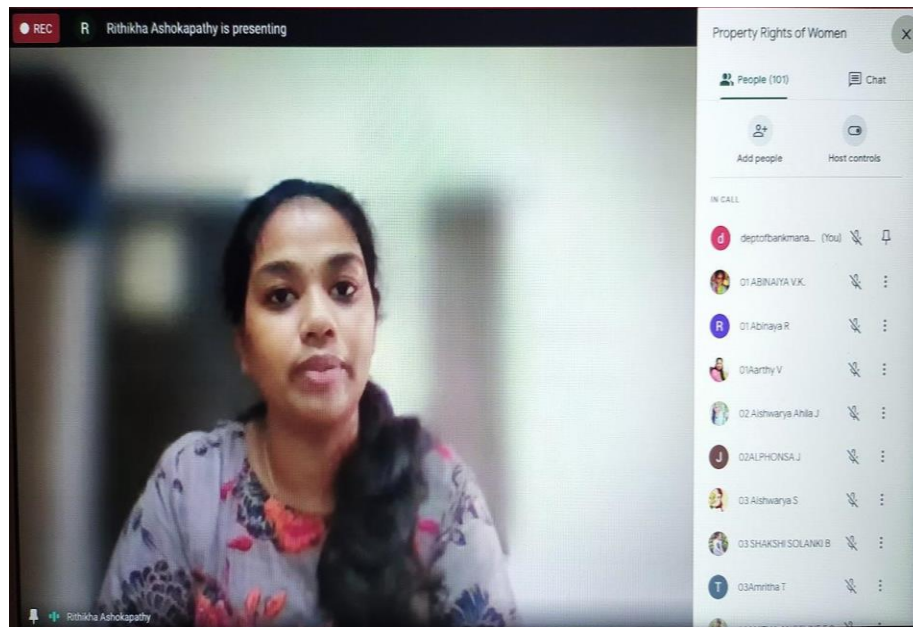 REC
R
Rithikha Ashokapathy is presenting
Property Rights of Women
People (101)
Chat
Add people
Host controls
IN CALL
d
deptofbankmana... (You)
01 ABINAIYA V.K.
R
01 Abinaya R
01Aarthy V
02 Aishwarya Ahila J
J
02ALPHONSA J
03 Aishwarya S
03 SHAKSHI SOLANKI B
T
03Amritha T
Rithikha Ashokapathy